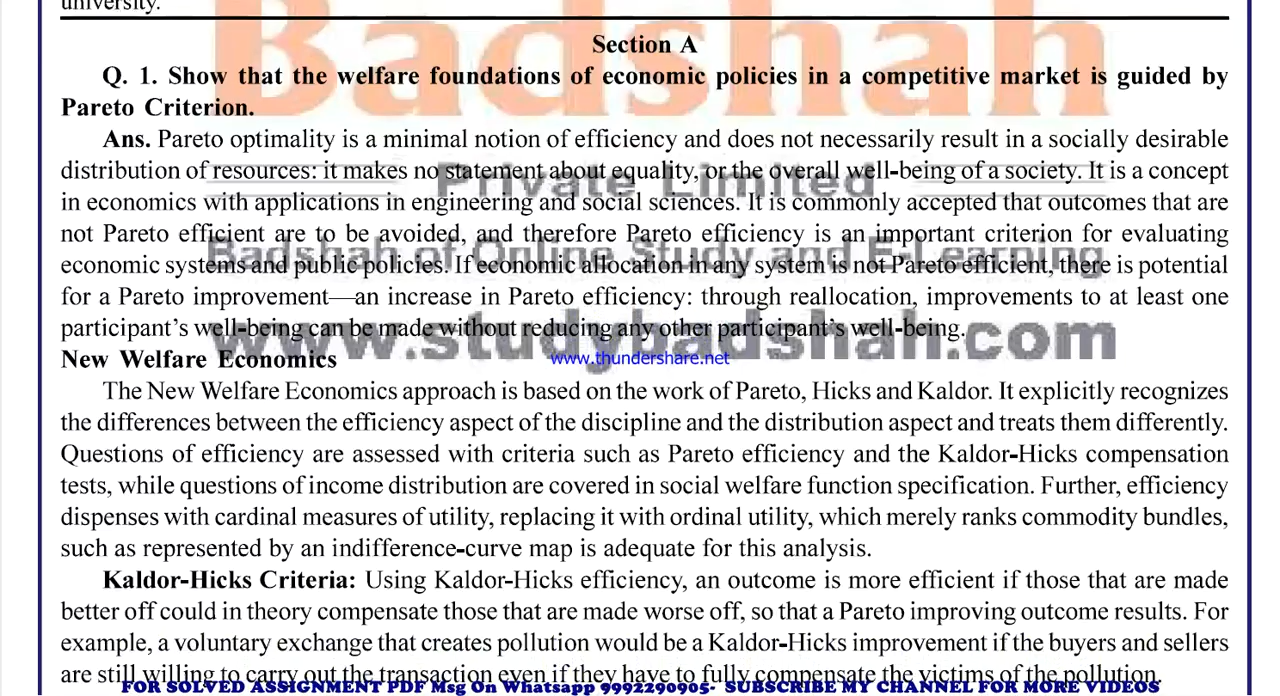 university.
Badshah
Section A
Q. 1. Show that the welfare foundations of economic policies in a competitive market is guided by
Pareto Criterion.
Ans. Pareto optimality is a minimal notion of efficiency and does not necessarily result in a socially desirable
distribution of resources: it makes no statement about equality, or the overall well-being of a society. It is a concept
Private Limited
in economics with applications in engineering and social sciences. It is commonly accepted that outcomes that are
not Pareto efficient are to be avoided, and therefore Pareto efficiency is an important criterion for evaluating
Badshah of Online Study and E-Learning
economic systems and public policies. If economic allocation in any system is not Pareto efficient, there is potential
for a Pareto improvement—an increase in Pareto efficiency: through reallocation, improvements to at least one
participant's well-being can be made without reducing any other participant's well-being.
www.studybadshah.com
www.thundershare.net
New Welfare Economics
The New Welfare Economics approach is based on the work of Pareto, Hicks and Kaldor. It explicitly recognizes
the differences between the efficiency aspect of the discipline and the distribution aspect and treats them differently.
Questions of efficiency are assessed with criteria such as Pareto efficiency and the Kaldor-Hicks compensation
tests, while questions of income distribution are covered in social welfare function specification. Further, efficiency
dispenses with cardinal measures of utility, replacing it with ordinal utility, which merely ranks commodity bundles,
such as represented by an indifference-curve map is adequate for this analysis.
Kaldor-Hicks Criteria: Using Kaldor-Hicks efficiency, an outcome is more efficient if those that are made
better off could in theory compensate those that are made worse off, so that a Pareto improving outcome results. For
example, a voluntary exchange that creates pollution would be a Kaldor-Hicks improvement if the buyers and sellers
are still willing to carry out the transaction even if they have to fully compensate the victims of the pollution.
FOR SOLVED ASSIGNMENT PDF Msg On Whatsapp 9992290905- SUBSCRIBE MY CHANNEL FOR MORE VIDEOS